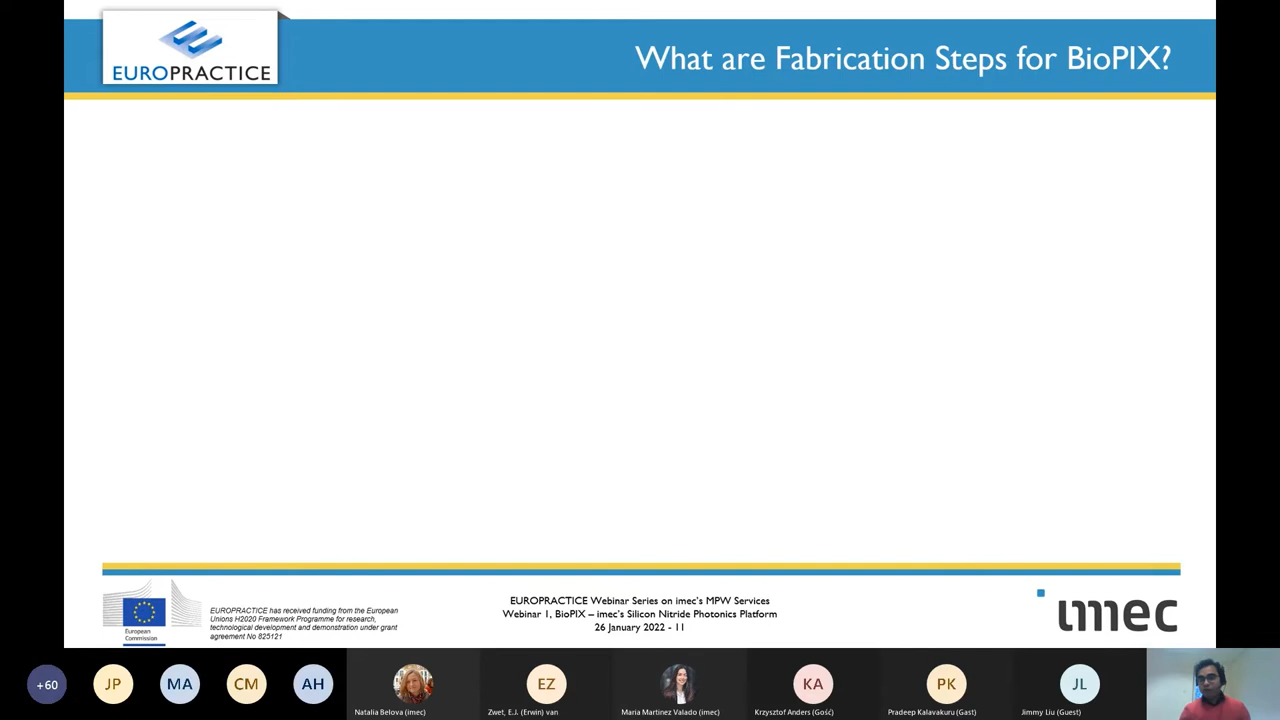 EUROPRACTICE
What are Fabrication Steps for BioPIX?
European
Commission
EUROPRACTICE has received funding from the European
Unions H2020 Framework Programme for research,
technological development and demonstration under grant
agreement No 825121
EUROPRACTICE Webinar Series on imec's MPW Services
Webinar 1, BioPIX – imec's Silicon Nitride Photonics Platform
26 January 2022 - 11
imec
+60
JP
MA
CM
AH
Natalia Belova (imec)
EZ
Zwet, E.J. (Erwin) van
Maria Martinez Valado (imec)
KA
Krzysztof Anders (Gość)
PK
Pradeep Kalavakuru (Gast)
JL
Jimmy Liu (Guest)